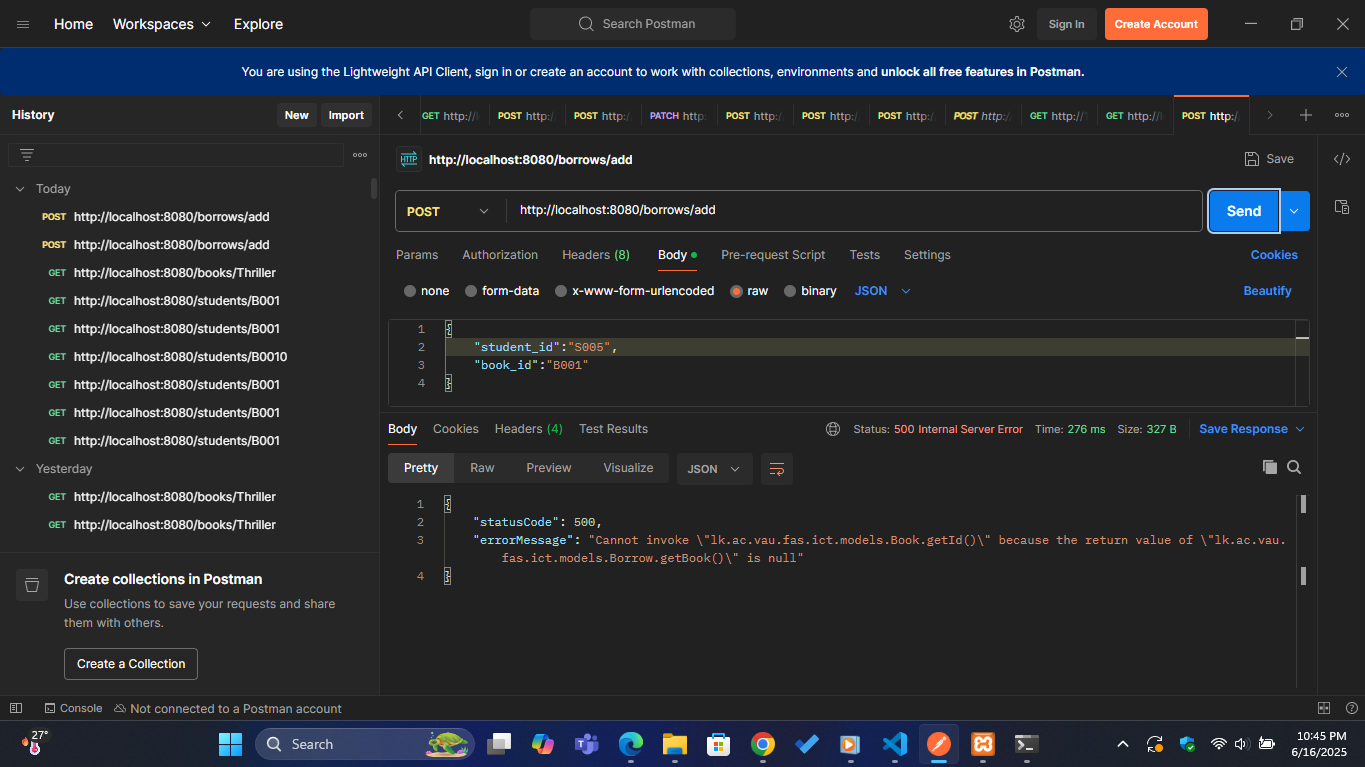 Home
Workspaces
Explore
Search Postman
Sign In
Create Account
You are using the Lightweight API Client, sign in or create an account to work with collections, environments and unlock all free features in Postman.
History
New
Import
GET http://
POST http:/
POST http:/
PATCH http:
POST http:/
POST http:/
POST http:/
POST http:/
GET http://
GET http://
POST http:/
http://localhost:8080/borrows/add
Save
Today
POST http://localhost:8080/borrows/add
POST http://localhost:8080/borrows/add
GET http://localhost:8080/books/Thriller
GET http://localhost:8080/students/B001
GET http://localhost:8080/students/B001
GET http://localhost:8080/students/B0010
GET http://localhost:8080/students/B001
GET http://localhost:8080/students/B001
GET http://localhost:8080/students/B001
Yesterday
GET http://localhost:8080/books/Thriller
GET http://localhost:8080/books/Thriller
Create collections in Postman
Use collections to save your requests and share
them with others.
Create a Collection
POST
http://localhost:8080/borrows/add
Send
Params
Authorization
Headers (8)
Body
Pre-request Script
Tests
Settings
Cookies
none
form-data
x-www-form-urlencoded
raw
binary
JSON
Beautify
1 {
2 "student_id":"S005",
3 "book_id":"B001"
4 }
Body
Cookies
Headers (4)
Test Results
Status: 500 Internal Server Error
Time: 276 ms
Size: 327 B
Save Response
Pretty
Raw
Preview
Visualize
JSON
1 {
2 "statusCode": 500,
3 "errorMessage": "Cannot invoke \"lk.ac.vau.fas.ict.models.Book.getId()\" because the return value of \"lk.ac.vau.
fas.ict.models.Borrow.getBook()\" is null"
4 }
Console
Not connected to a Postman account
27°
Search
10:45 PM
6/16/2025